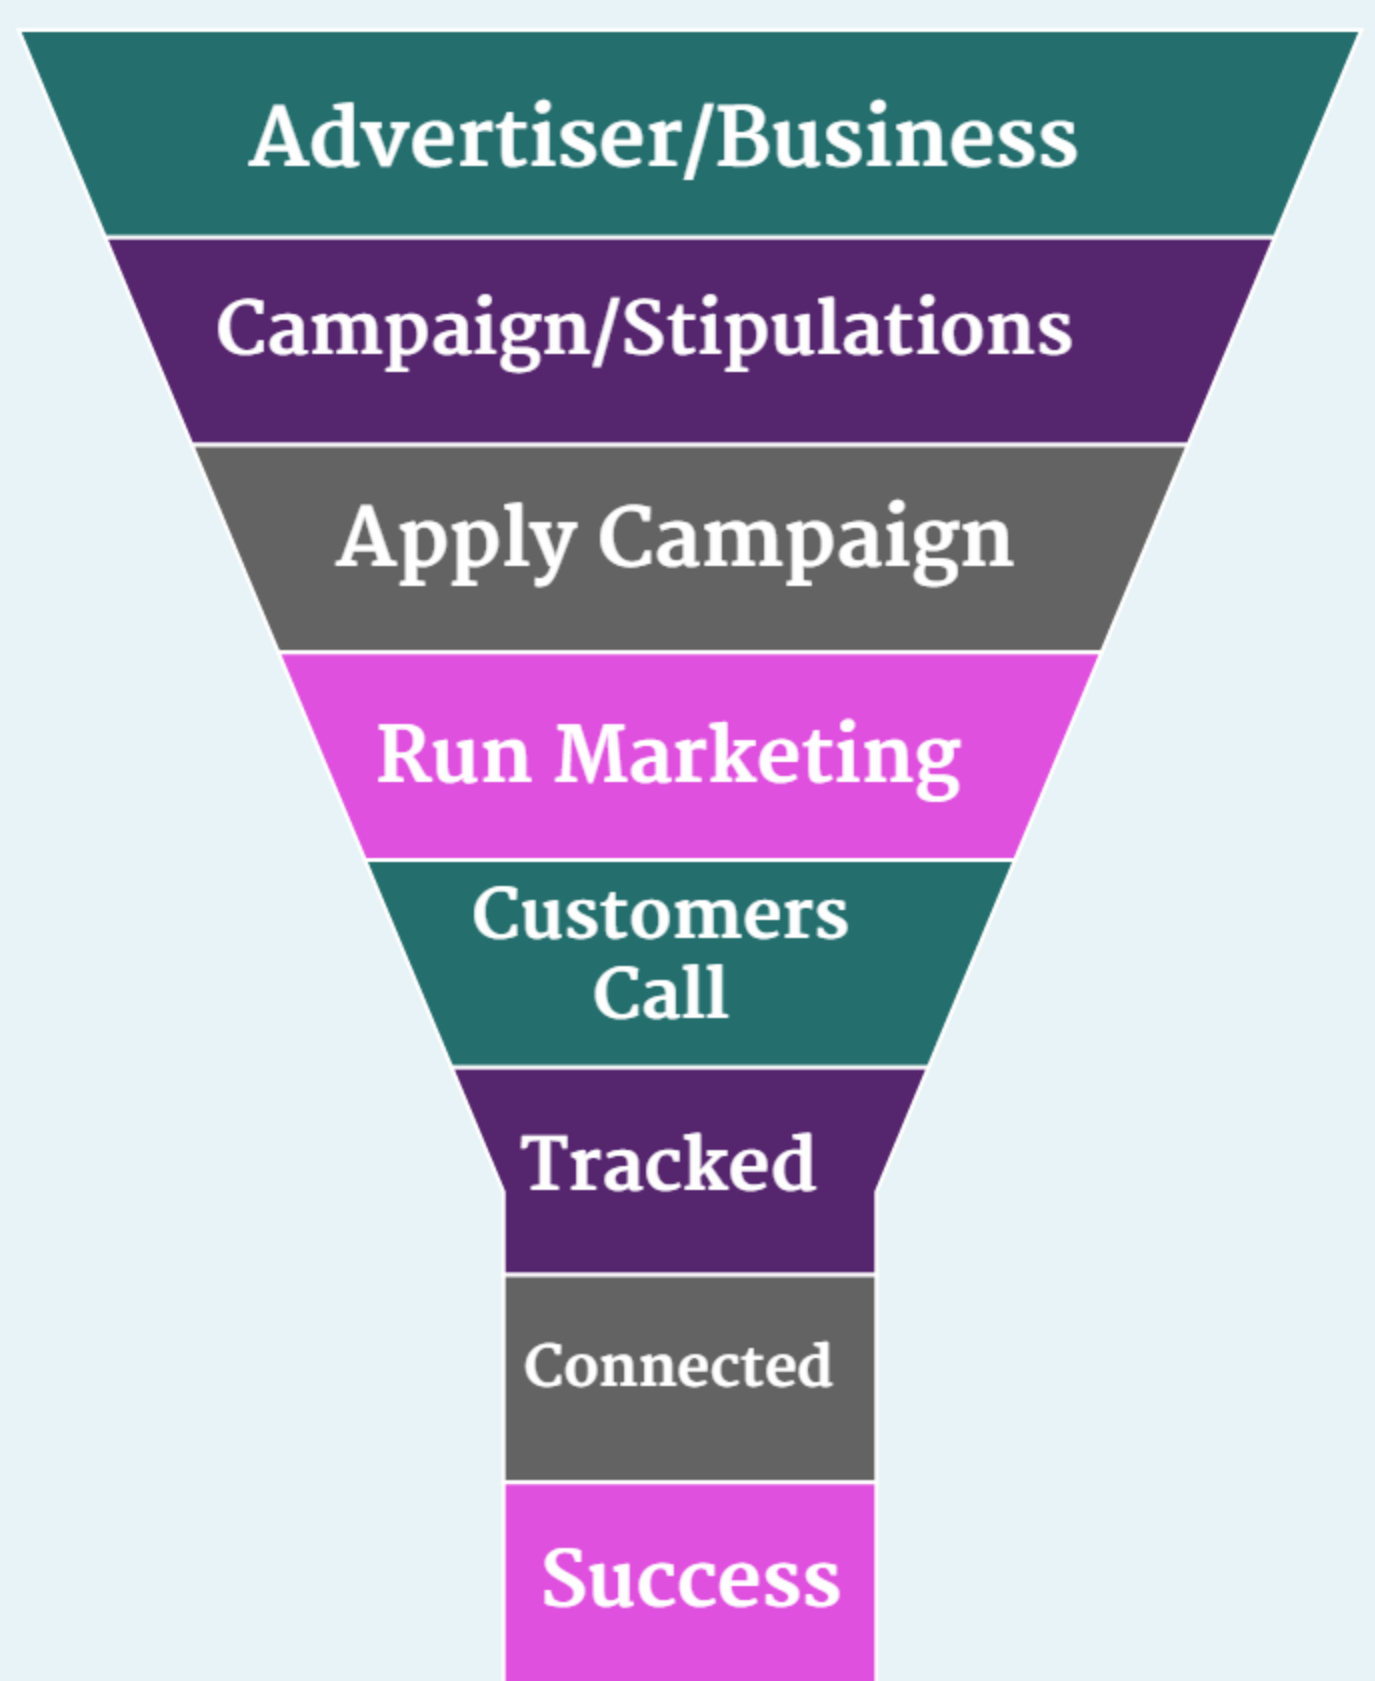 Advertiser/Business
Campaign/Stipulations
Apply Campaign
Run Marketing
Customers
Call
Tracked
Connected
Success